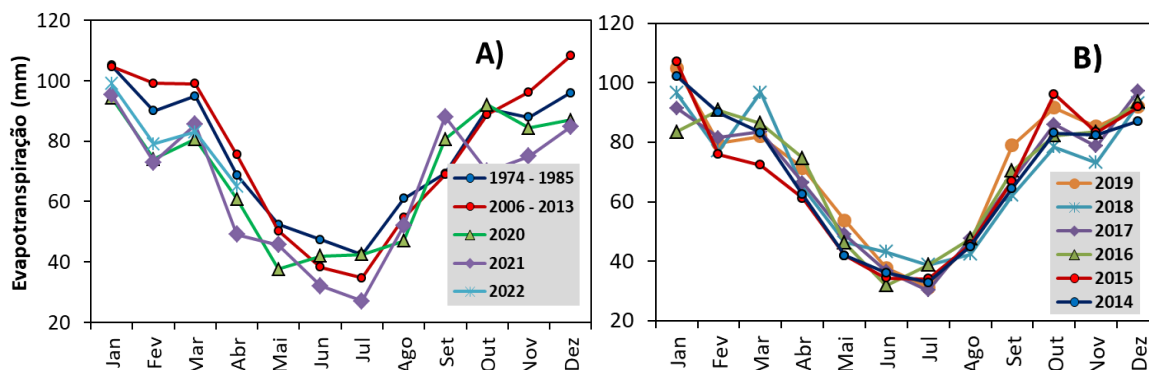 Evapotranspiração (mm)
120
100
80
60
40
20
A)
1974 - 1985
2006 - 2013
2020
2021
2022
Jan
Fev
Mar
Abr
Mai
Jun
Jul
Ago
Set
Out
Nov
Dez
120
100
80
60
40
20
B)
2019
2018
2017
2016
2015
2014
Jan
Fev
Mar
Abr
Mai
Jun
Jul
Ago
Set
Out
Nov
Dez